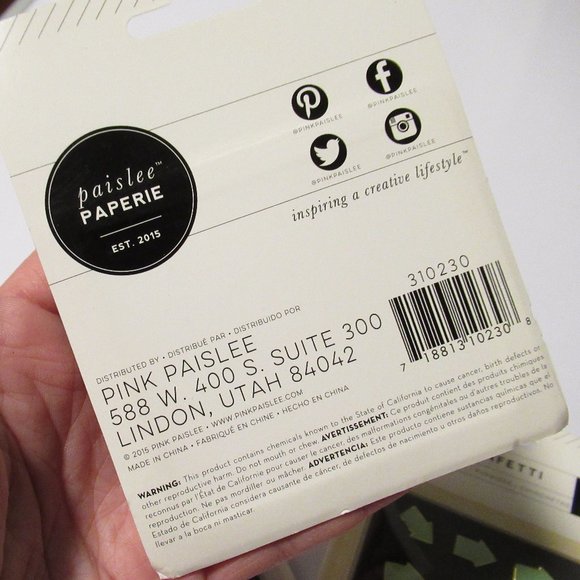 paislee™
PAPERIE
EST. 2015
@PINKPAISLEE
@PINKPAISLEE
@PINKPAISLEE
@PINKPAISLEE
inspiring a creative lifestyle™
310230
7 18813 10230 8
DISTRIBUTED BY • DISTRIBUÉ PAR • DISTRIBUIDO POR
PINK PAISLEE
588 W. 400 S. SUITE 300
LINDON, UTAH 84042
© 2015 PINK PAISLEE • WWW.PINKPAISLEE.COM
MADE IN CHINA • FABRIQUÉ EN CHINE • HECHO EN CHINA
WARNING: This product contains chemicals known to the State of California to cause cancer, birth defects or
other reproductive harm. Do not mouth or chew. AVERTISSEMENT: Ce produit contient des produits chimiques
reconnus par l'État de Californie pour causer le cancer, des malformations congénitales ou d'autres troubles de la
reproduction. Ne pas mordiller ou mâcher. ADVERTENCIA: Este producto contiene sustancias químicas que el
Estado de California considera causante de cáncer, de defectos de nacimiento u otros daños reproductivos. No
llevar a la boca ni masticar.
FETTI